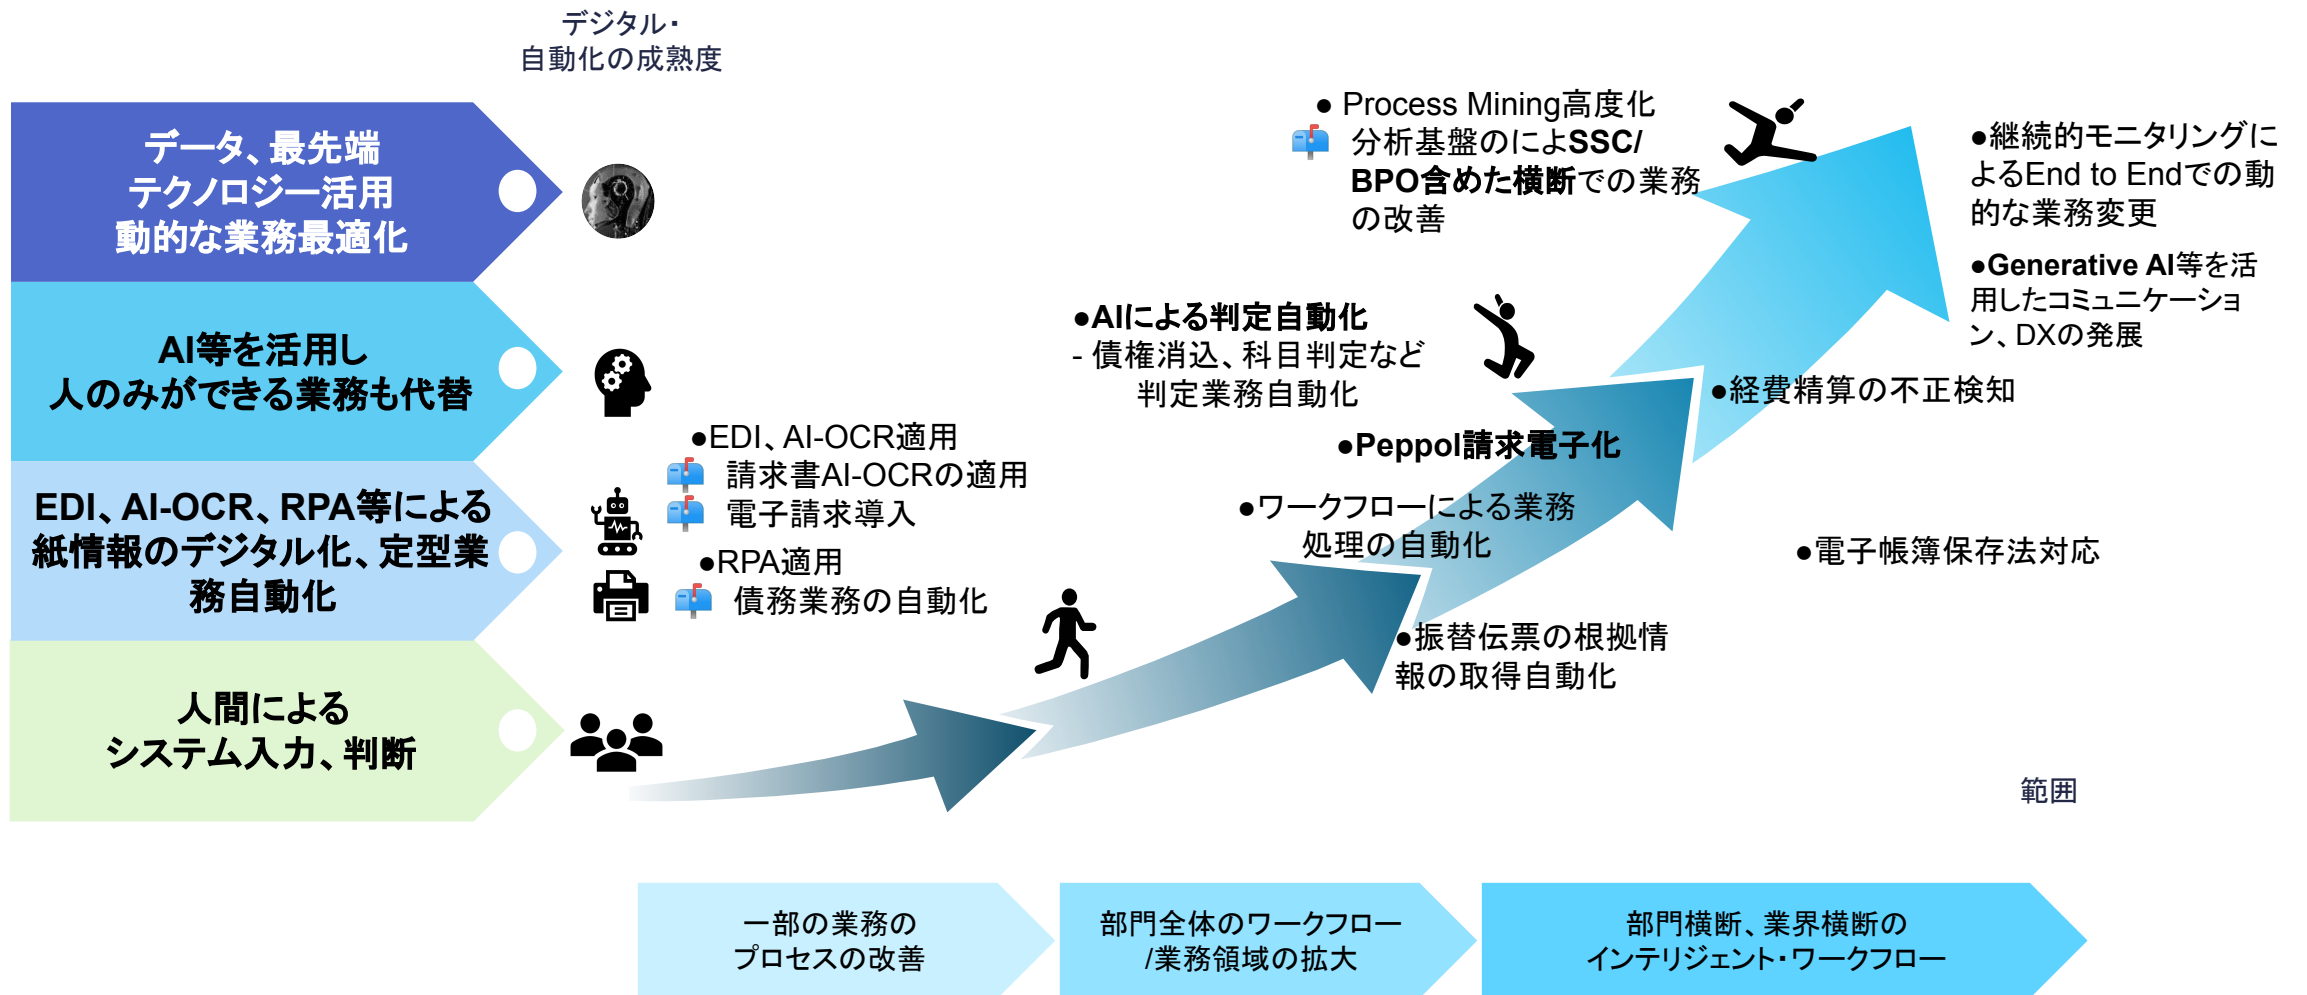 デジタル・
自動化の成熟度
データ、最先端
テクノロジー活用
動的な業務最適化
AI等を活用し
人のみができる業務も代替
EDI、AI-OCR、RPA等による
紙情報のデジタル化、定型業
務自動化
人間による
システム入力、判断
●EDI、AI-OCR適用
請求書AI-OCRの適用
電子請求導入
●RPA適用
債務業務の自動化
●AIによる判定自動化
- 債権消込、科目判定など
判定業務自動化
●Peppol請求電子化
●ワークフローによる業務
処理の自動化
●振替伝票の根拠情
報の取得自動化
● Process Mining高度化
分析基盤のによSSC/
BPO含めた横断での業務
の改善
●継続的モニタリングに
よるEnd to Endでの動
的な業務変更
●Generative AI等を活
用したコミュニケーショ
ン、DXの発展
●経費精算の不正検知
●電子帳簿保存法対応
範囲
一部の業務の
プロセスの改善
部門全体のワークフロー
/業務領域の拡大
部門横断、業界横断の
インテリジェント・ワークフロー